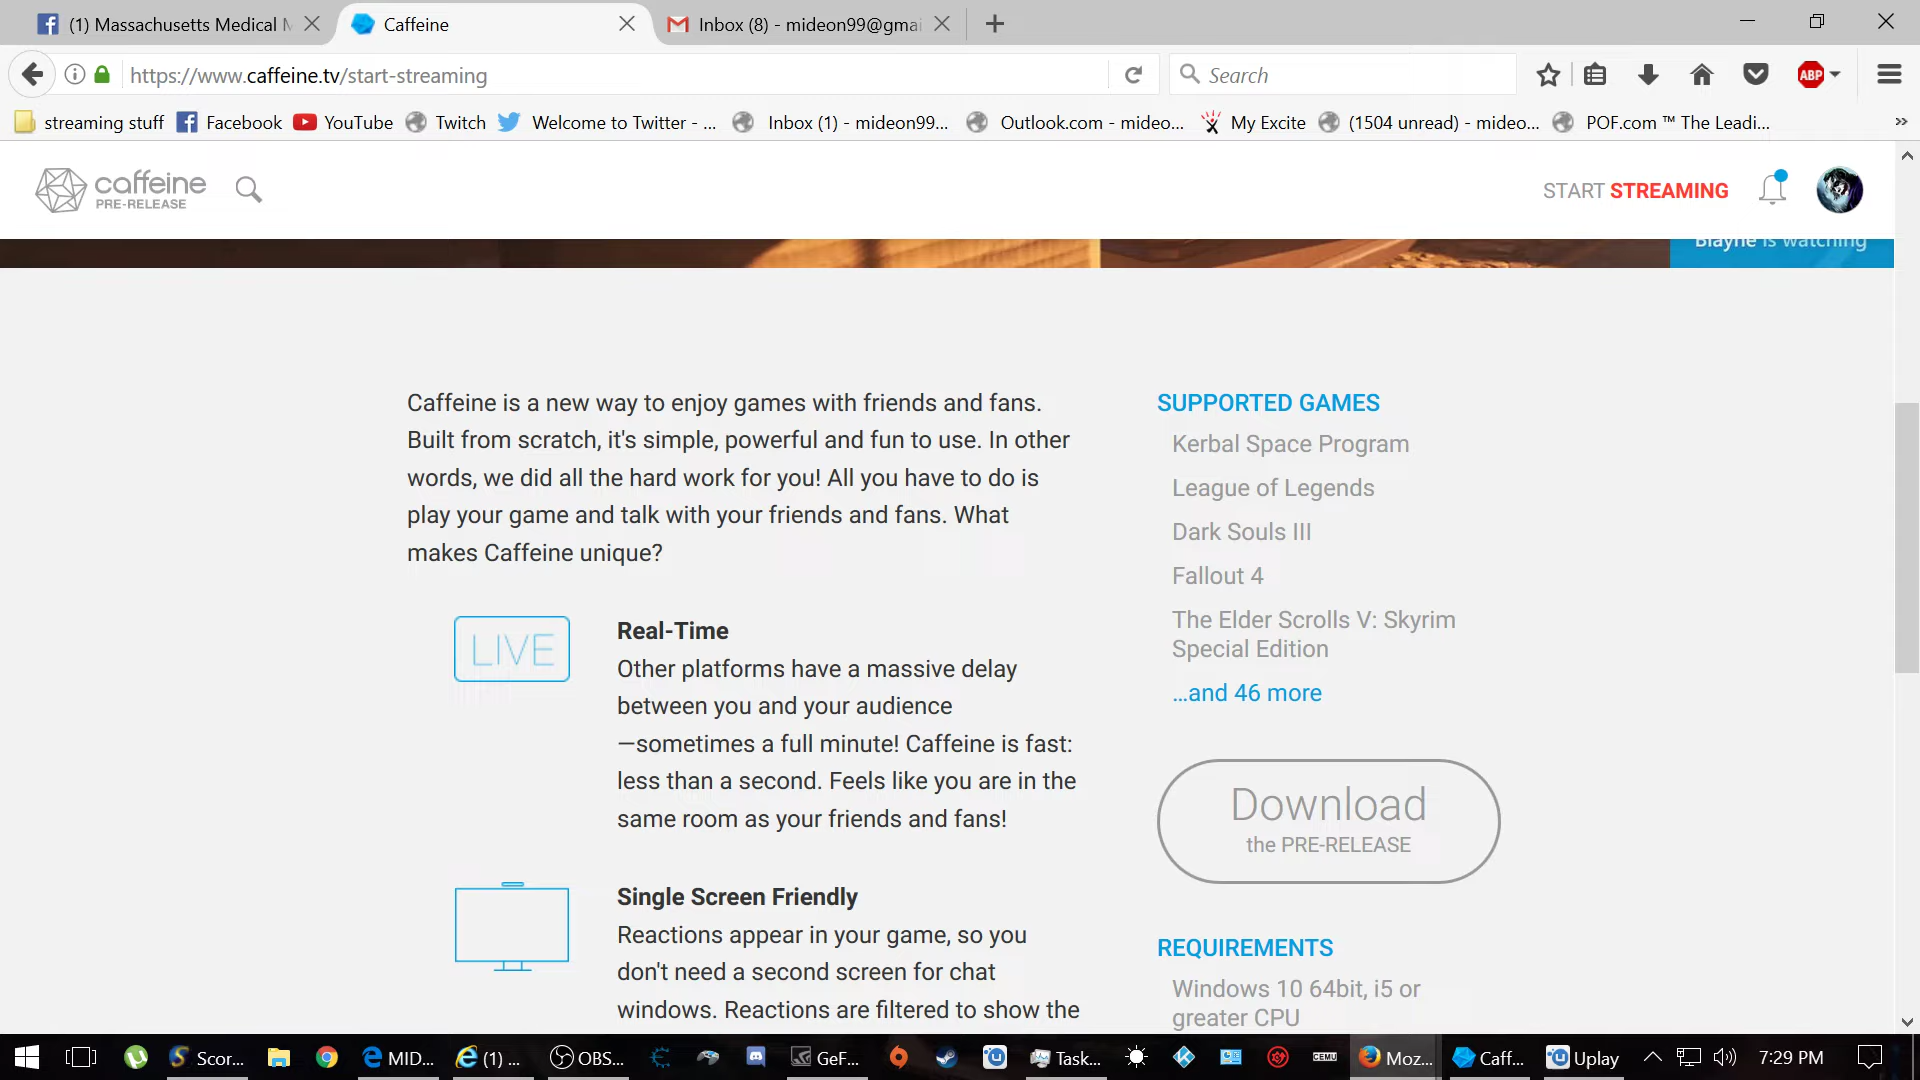 (1) Massachusetts Medical M
Caffeine
Inbox (8) - mideon99@gmai
https://www.caffeine.tv/start-streaming
Search
ABP
streaming stuff
Facebook
YouTube
Twitch
Welcome to Twitter - ...
Inbox (1) - mideon99...
Outlook.com - mideo...
My Excite
(1504 unread) - mideo...
POF.com ™ The Leadi...
caffeine
PRE-RELEASE
START STREAMING
Blayne is watching
Caffeine is a new way to enjoy games with friends and fans.
Built from scratch, it's simple, powerful and fun to use. In other
words, we did all the hard work for you! All you have to do is
play your game and talk with your friends and fans. What
makes Caffeine unique?
LIVE
Real-Time
Other platforms have a massive delay
between you and your audience
—sometimes a full minute! Caffeine is fast:
less than a second. Feels like you are in the
same room as your friends and fans!
Single Screen Friendly
Reactions appear in your game, so you
don't need a second screen for chat
windows. Reactions are filtered to show the
SUPPORTED GAMES
Kerbal Space Program
League of Legends
Dark Souls III
Fallout 4
The Elder Scrolls V: Skyrim
Special Edition
...and 46 more
Download
the PRE-RELEASE
REQUIREMENTS
Windows 10 64bit, i5 or
greater CPU
Scor...
MID...
(1) ...
OBS...
GeF...
Task...
CEMU
Moz...
Caff...
Uplay
7:29 PM